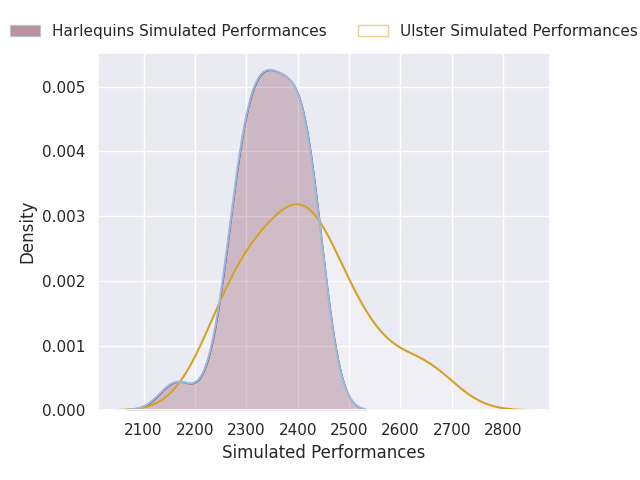 Harlequins Simulated Performances Ulster Simulated Performances
0.005
0.004
0.003
0.002
0.001
0.000
Density
2100 2200 2300 2400 2500 2600 2700 2800
Simulated Performances